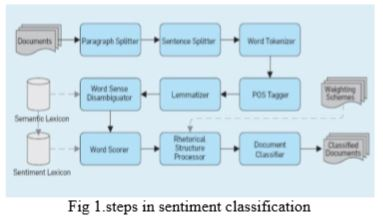 Documents
Paragraph Splitter
Sentence Splitter
Word Tokenizer
Semantic Lexicon
Word Sense
Disambiguator
Lemmatizer
POS Tagger
Weighting
Schemes
Sentiment Lexicon
Word Scorer
Rhetorical
Structure
Processor
Document
Classifier
Classified
Documents
Fig 1.steps in sentiment classification